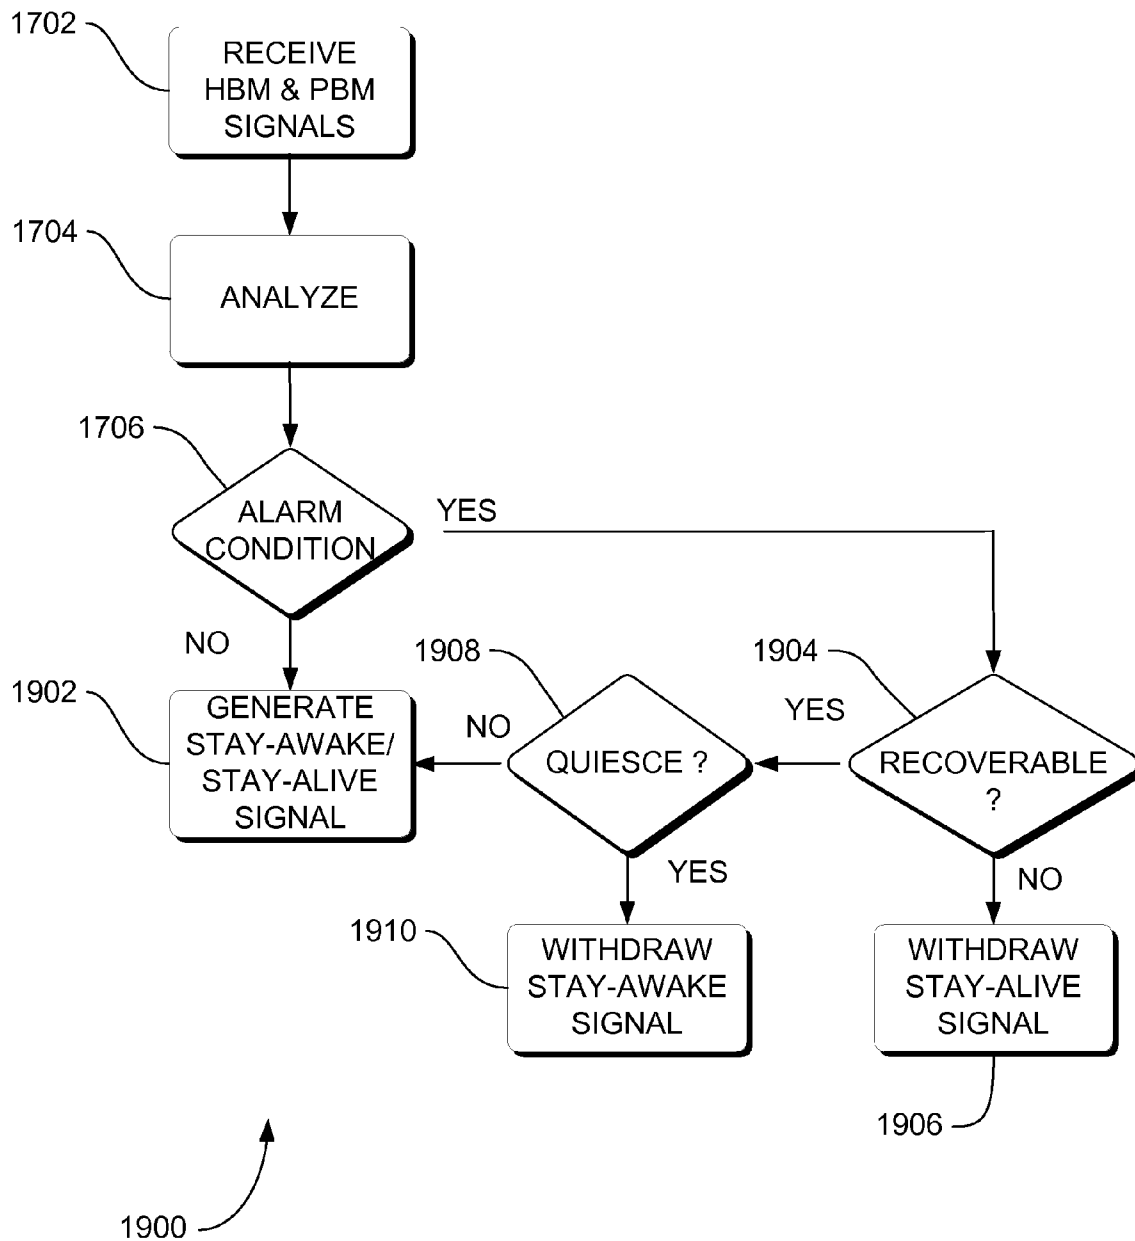 1702
RECEIVE
HBM & PBM
SIGNALS
1704
ANALYZE
1706
ALARM
CONDITION
YES
NO
1902
GENERATE
STAY-AWAKE/
STAY-ALIVE
SIGNAL
1904
RECOVERABLE
?
YES
NO
1908
QUIESCE ?
NO
YES
1910
WITHDRAW
STAY-AWAKE
SIGNAL
WITHDRAW
STAY-ALIVE
SIGNAL
1906
1900